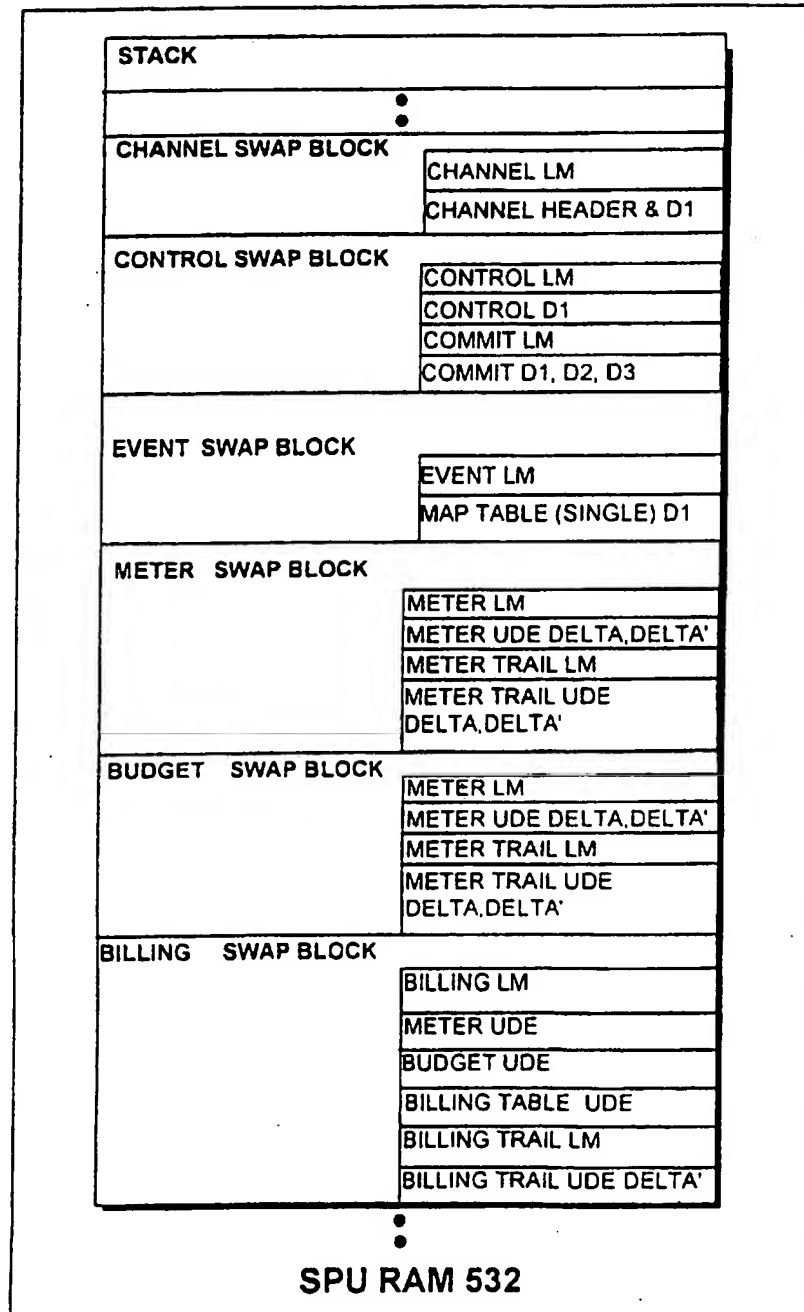 STACK
CHANNEL SWAP BLOCK
CHANNEL LM
CHANNEL HEADER & D1
CONTROL SWAP BLOCK
CONTROL LM
CONTROL D1
COMMIT LM
COMMIT D1, D2, D3
EVENT SWAP BLOCK
EVENT LM
MAP TABLE (SINGLE) D1
METER SWAP BLOCK
METER LM
METER UDE DELTA,DELTA'
METER TRAIL LM
METER TRAIL UDE
DELTA,DELTA'
BUDGET SWAP BLOCK
METER LM
METER UDE DELTA,DELTA'
METER TRAIL LM
METER TRAIL UDE
DELTA,DELTA'
BILLING SWAP BLOCK
BILLING LM
METER UDE
BUDGET UDE
BILLING TABLE UDE
BILLING TRAIL LM
BILLING TRAIL UDE DELTA'
SPU RAM 532